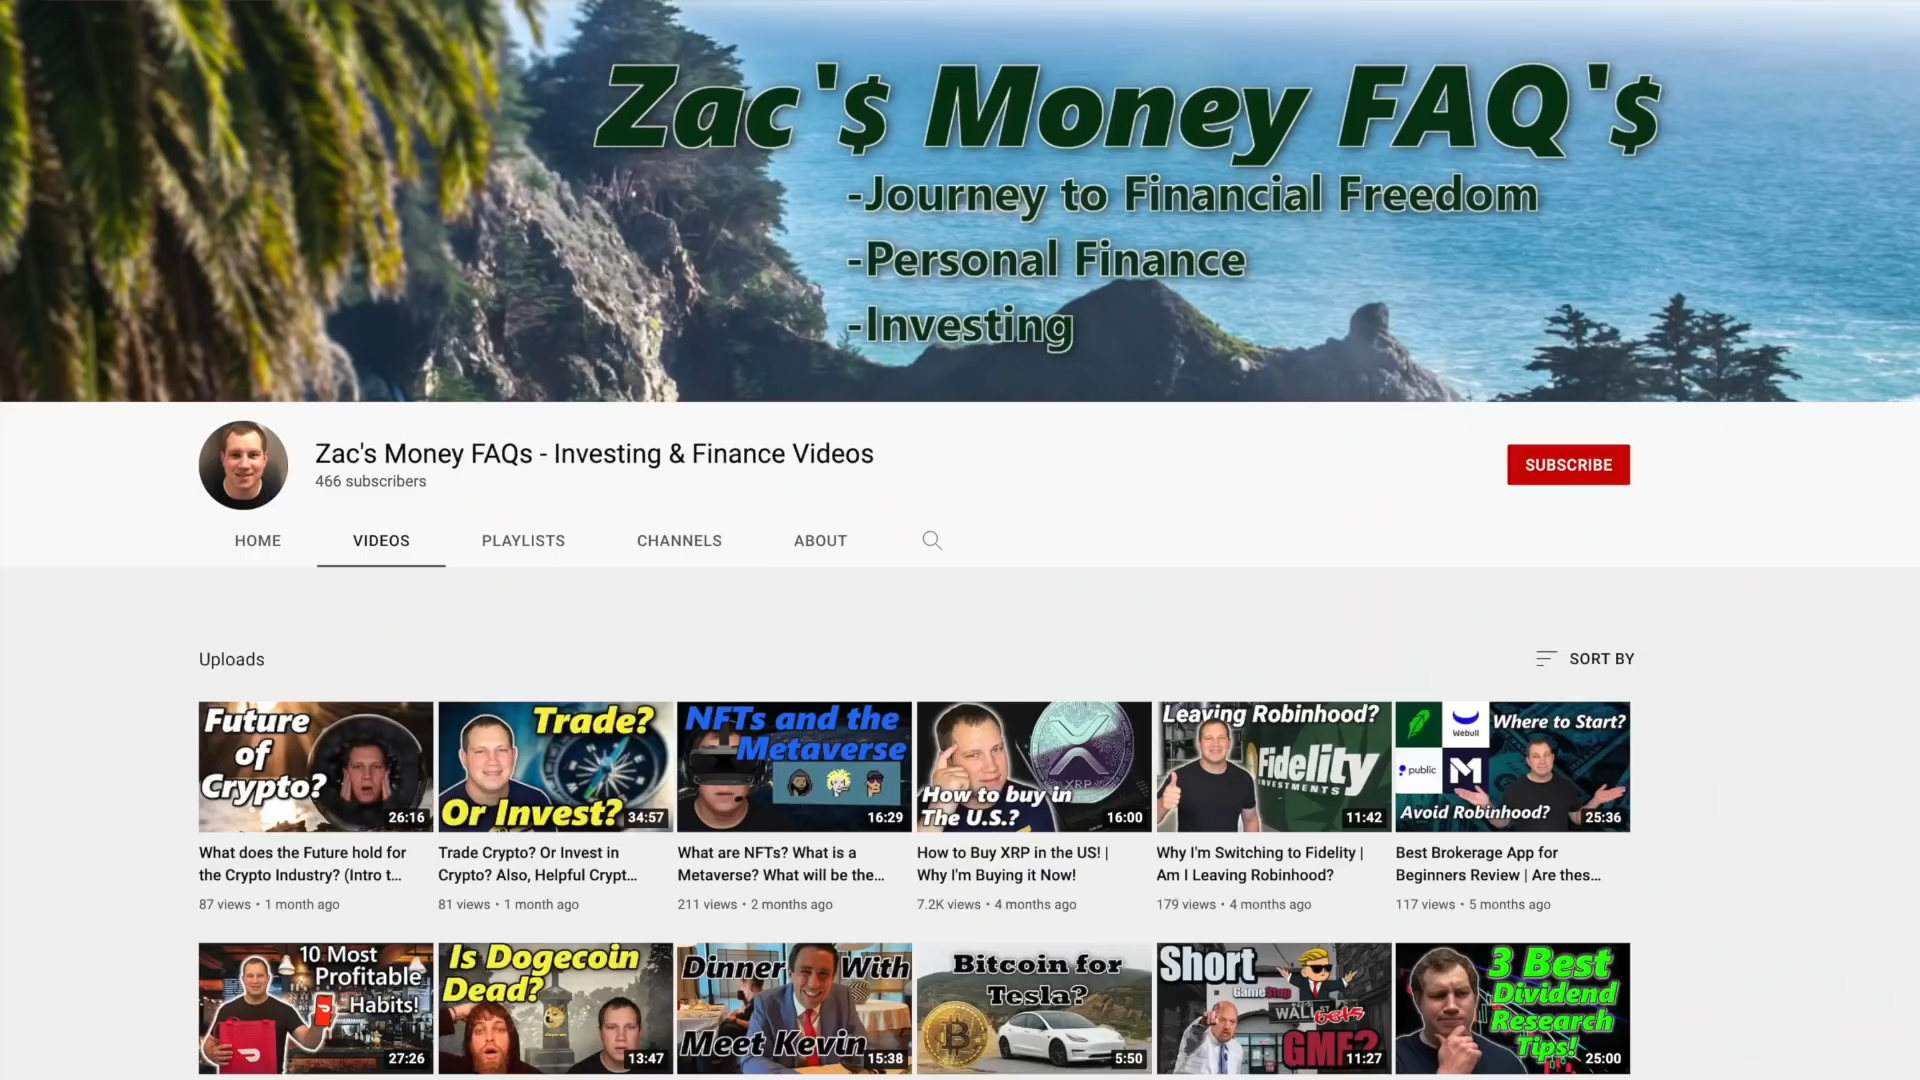 Zac'$ Money FAQ'$
-Journey to Financial Freedom
-Personal Finance
-Investing
Zac's Money FAQs - Investing & Finance Videos
466 subscribers
SUBSCRIBE
HOME VIDEOS PLAYLISTS CHANNELS ABOUT
Uploads
SORT BY
Future
of
Crypto?
26:16
Trade?
Or Invest?
34:57
NFTs and the
Metaverse
16:29
XRP
How to buy in
The U.S.?
16:00
Leaving Robinhood?
Fidelity
INVESTMENTS
11:42
Webull
public
Where to Start?
Avoid Robinhood?
25:36
What does the Future hold for
the Crypto Industry? (Intro t...
87 views • 1 month ago
Trade Crypto? Or Invest in
Crypto? Also, Helpful Crypt...
81 views • 1 month ago
What are NFTs? What is a
Metaverse? What will be the...
211 views • 2 months ago
How to Buy XRP in the US! |
Why I'm Buying it Now!
7.2K views • 4 months ago
Why I'm Switching to Fidelity |
Am I Leaving Robinhood?
179 views • 4 months ago
Best Brokerage App for
Beginners Review | Are thes...
117 views • 5 months ago
10 Most
Profitable
Habits!
27:26
Is Dogecoin
Dead?
13:47
Dinner With
Meet Kevin
15:38
Bitcoin for
Tesla?
5:50
Short
GameStop
WALL
bets
GME?
11:27
3 Best
Dividend
Research
Tips!
25:00